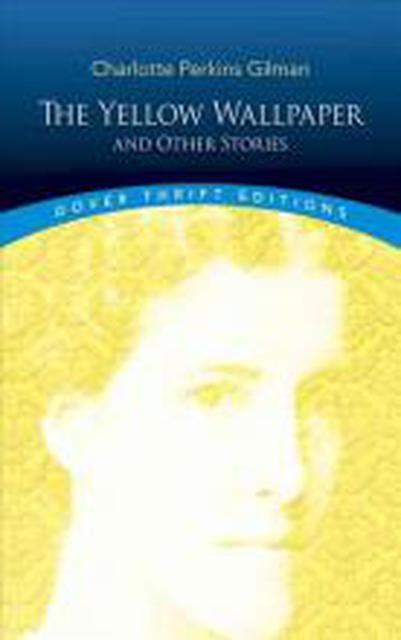 Charlotte Perkins Gilman
THE YELLOW WALLPAPER
AND OTHER STORIES
DOVER THRIFT EDITIONS